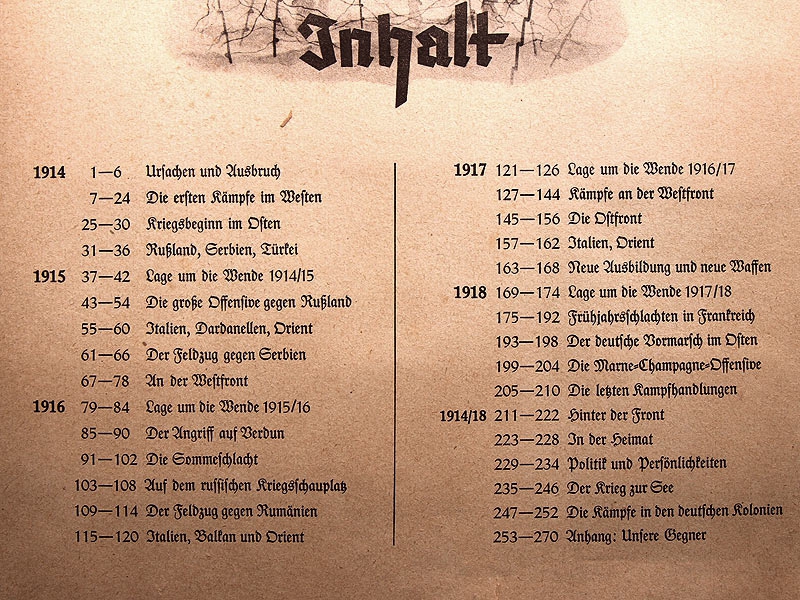 Inhalt
1914 1—6 Ursachen und Ausbruch
7—24 Die ersten Kämpfe im Westen
25—30 Kriegsbeginn im Osten
31—36 Rußland, Serbien, Türkei
1915 37—42 Lage um die Wende 1914/15
43—54 Die große Offensive gegen Rußland
55—60 Italien, Dardanellen, Orient
61—66 Der Feldzug gegen Serbien
67—78 An der Westfront
1916 79—84 Lage um die Wende 1915/16
85—90 Der Angriff auf Verdun
91—102 Die Sommeschlacht
103—108 Auf dem russischen Kriegsschauplatz
109—114 Der Feldzug gegen Rumänien
115—120 Italien, Balkan und Orient
1917 121—126 Lage um die Wende 1916/17
127—144 Kämpfe an der Westfront
145—156 Die Ostfront
157—162 Italien, Orient
163—168 Neue Ausbildung und neue Waffen
1918 169—174 Lage um die Wende 1917/18
175—192 Frühjahrsschlachten in Frankreich
193—198 Der deutsche Vormarsch im Osten
199—204 Die Marne-Champagne-Offensive
205—210 Die letzten Kampfhandlungen
1914/18 211—222 Hinter der Front
223—228 In der Heimat
229—234 Politik und Persönlichkeiten
235—246 Der Krieg zur See
247—252 Die Kämpfe in den deutschen Kolonien
253—270 Anhang: Unsere Gegner